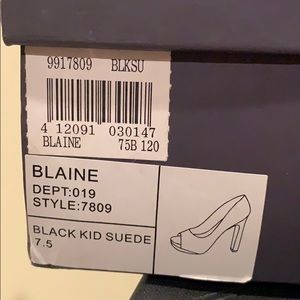 9917809 BLKSU
4 12091 030147
BLAINE 75B 120
BLAINE
DEPT:019
STYLE:7809
BLACK KID SUEDE
7.5